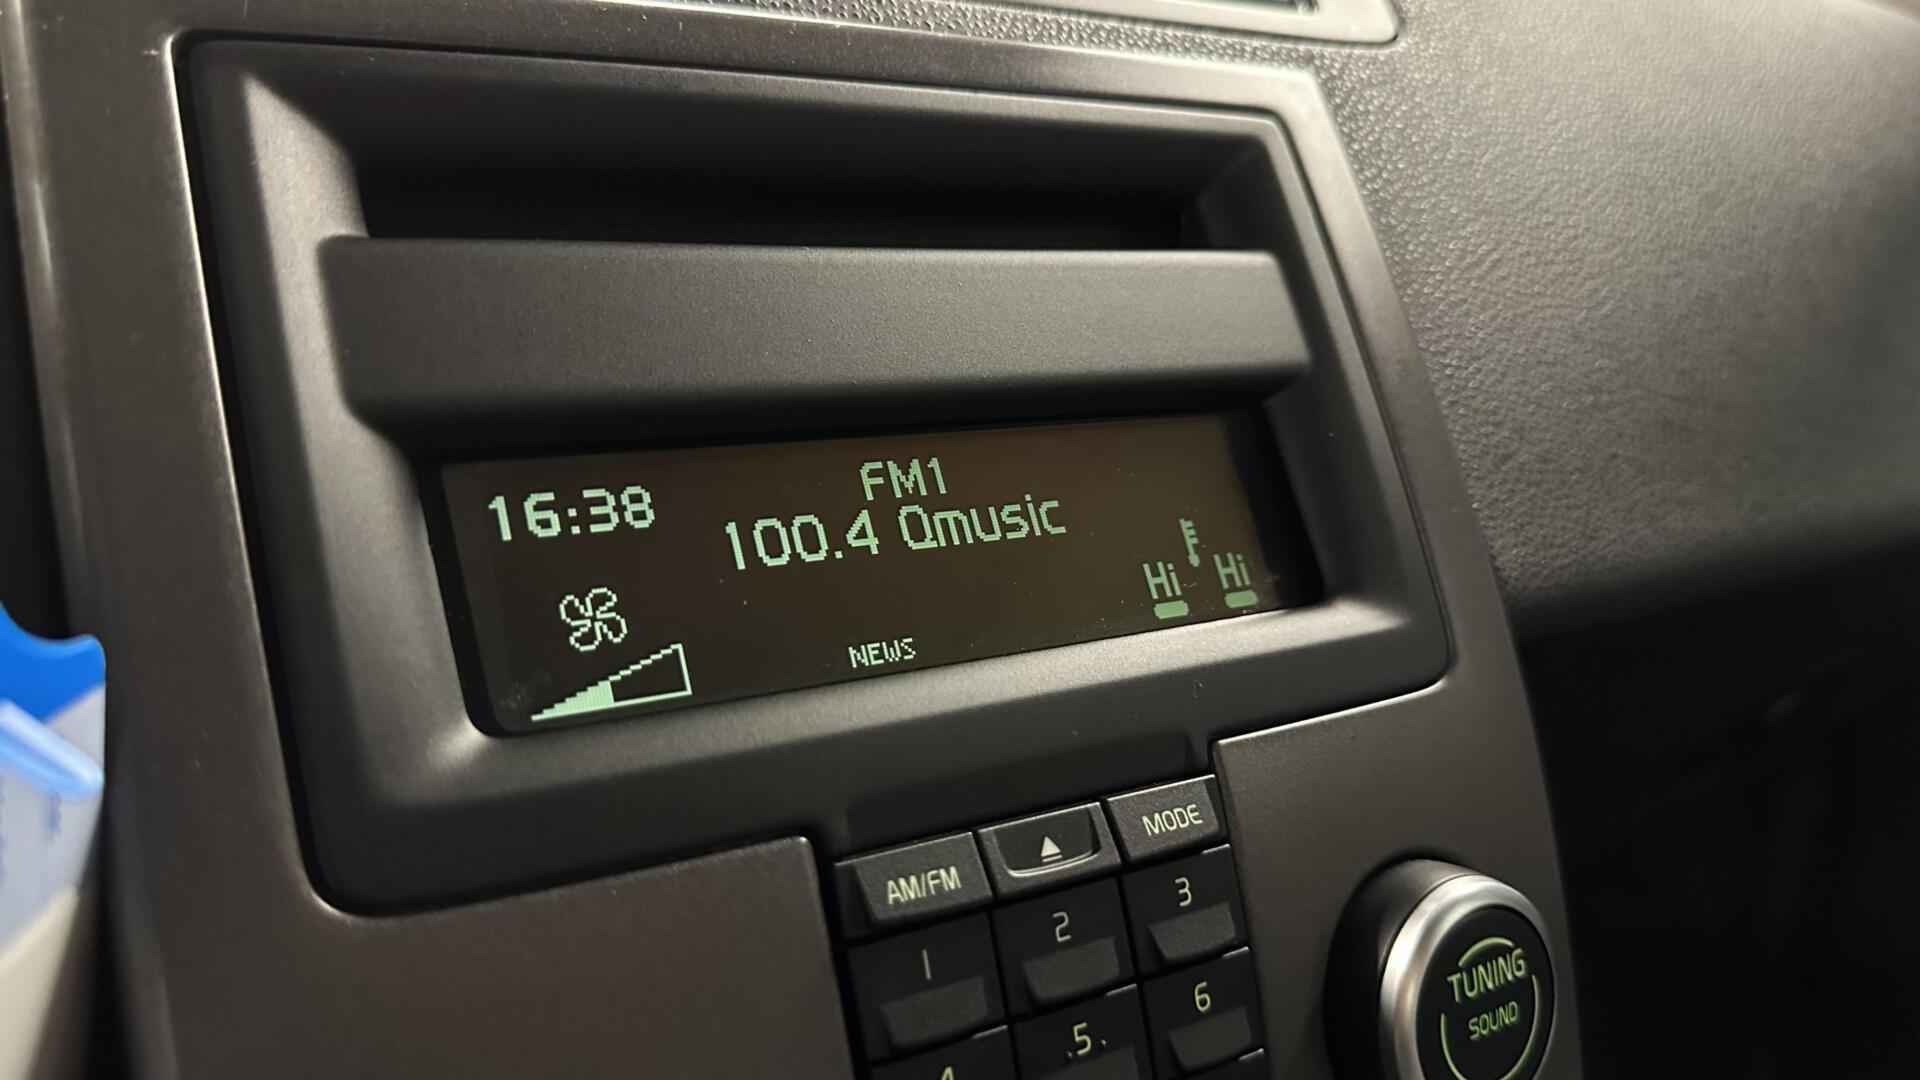 16:38
FM1
100.4 Qmusic
Hi Hi
NEWS
AM/FM
MODE
1 2 3
4 5 6
TUNING
SOUND